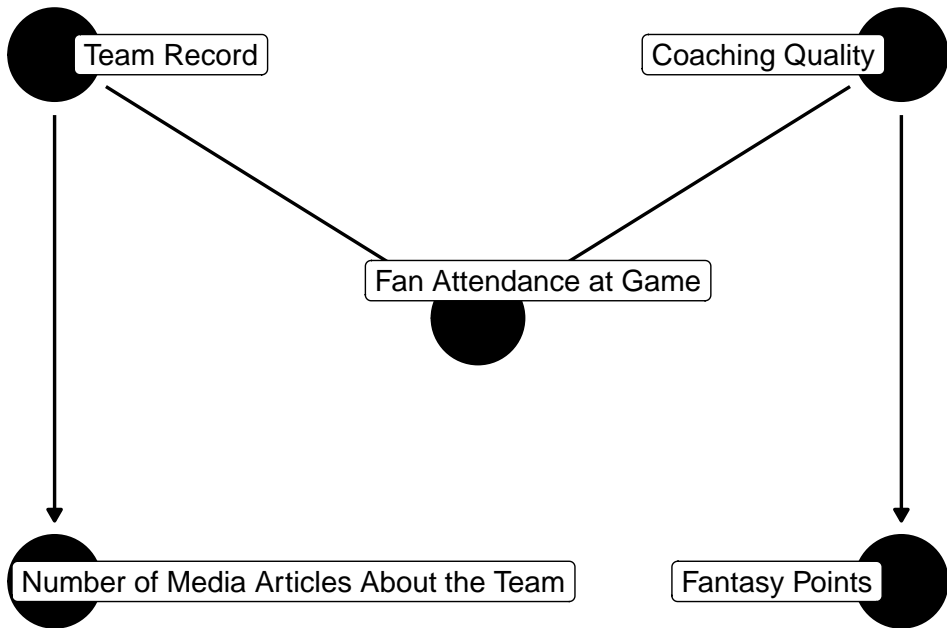 Team Record
Coaching Quality
Fan Attendance at Game
Number of Media Articles About the Team
Fantasy Points